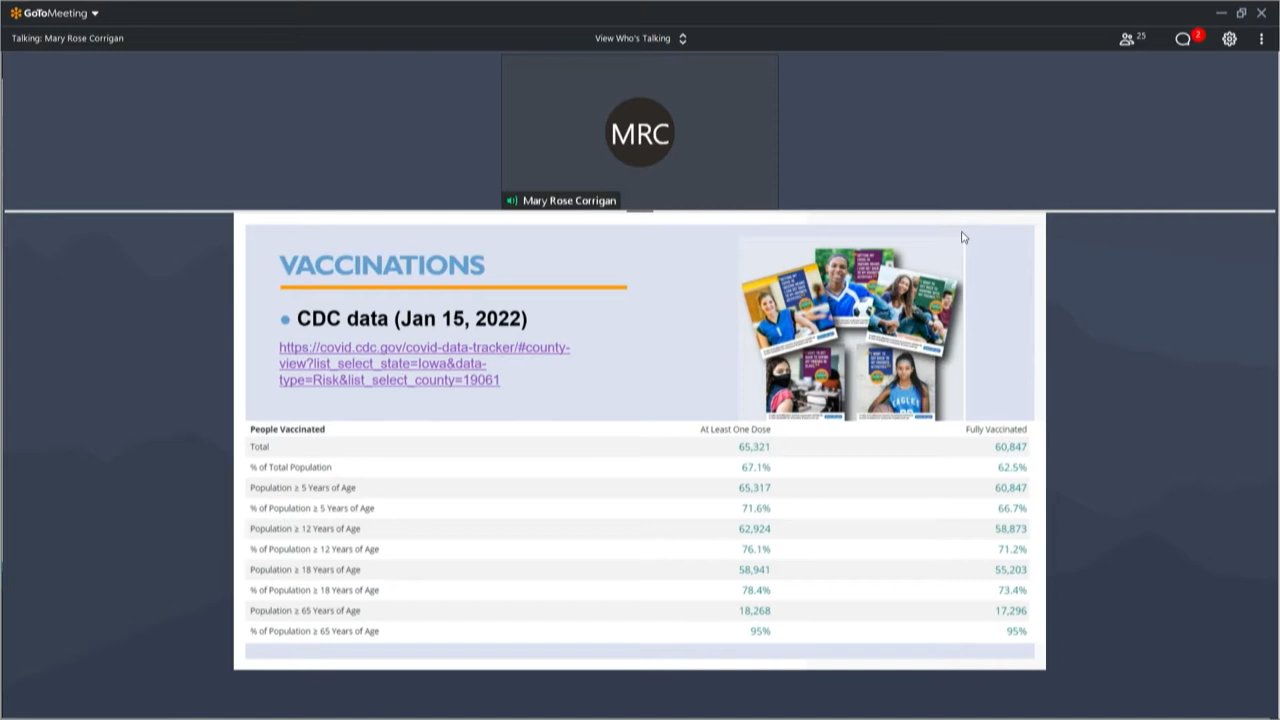 GoToMeeting
Talking: Mary Rose Corrigan
View Who's Talking
25
2
MRC
Mary Rose Corrigan
VACCINATIONS
• CDC data (Jan 15, 2022)
https://covid.cdc.gov/covid-data-tracker/#county-
view?list_select_state=Iowa&data-
type=Risk&list_select_county=19061
EAGLES
People Vaccinated At Least One Dose Fully Vaccinated
Total 65,321 60,847
% of Total Population 67.1% 62.5%
Population ≥ 5 Years of Age 65,317 60,847
% of Population ≥ 5 Years of Age 71.6% 66.7%
Population ≥ 12 Years of Age 62,924 58,873
% of Population ≥ 12 Years of Age 76.1% 71.2%
Population ≥ 18 Years of Age 58,941 55,203
% of Population ≥ 18 Years of Age 78.4% 73.4%
Population ≥ 65 Years of Age 18,268 17,296
% of Population ≥ 65 Years of Age 95% 95%